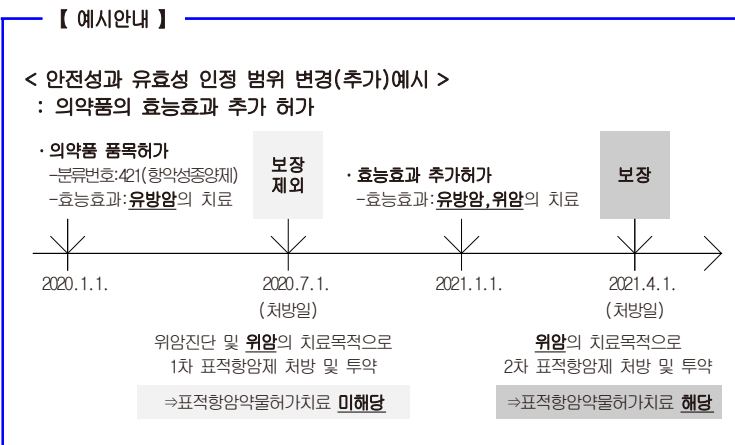 【 예시안내 】
< 안전성과 유효성 인정 범위 변경(추가)예시 >
: 의약품의 효능효과 추가 허가
· 의약품 품목허가
-분류번호:421(항악성종양제)
-효능효과:유방암의 치료
보장
제외
· 효능효과 추가허가
-효능효과:유방암,위암의 치료
보장
2020.1.1.
2020.7.1.
(처방일)
2021.1.1.
2021.4.1.
(처방일)
위암진단 및 위암의 치료목적으로
1차 표적항암제 처방 및 투약
⇒표적항암약물허가치료 미해당
위암의 치료목적으로
2차 표적항암제 처방 및 투약
⇒표적항암약물허가치료 해당